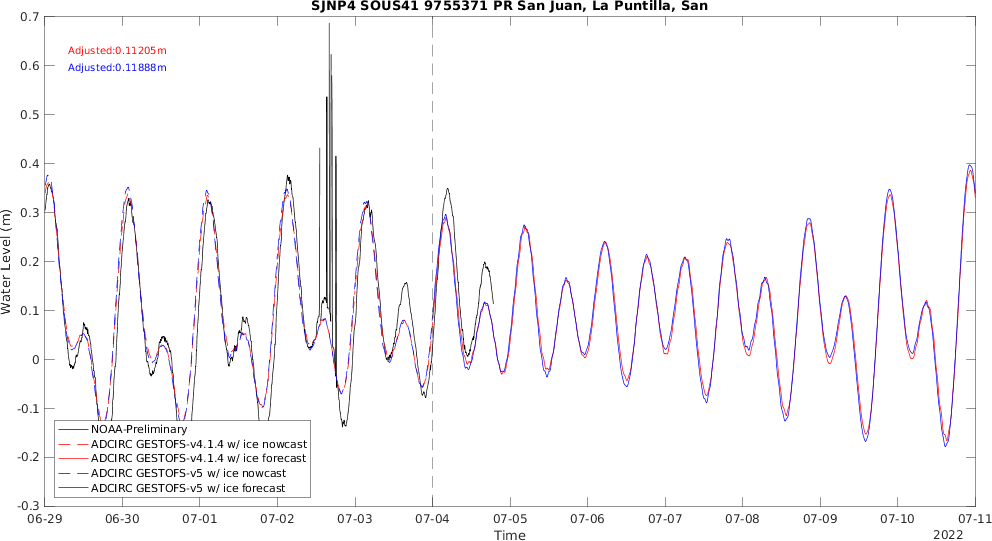 SJNP4 SOUS41 9755371 PR San Juan, La Puntilla, San
Adjusted:0.11205m
Adjusted:0.11888m
Water Level (m)
0.7
0.6
0.5
0.4
0.3
0.2
0.1
0
-0.1
-0.2
-0.3
NOAA-Preliminary
ADCIRC GESTOFS-v4.1.4 w/ ice nowcast
ADCIRC GESTOFS-v4.1.4 w/ ice forecast
ADCIRC GESTOFS-v5 w/ ice nowcast
ADCIRC GESTOFS-v5 w/ ice forecast
06-29 06-30 07-01 07-02 07-03 07-04 07-05 07-06 07-07 07-08 07-09 07-10 07-11
Time
2022